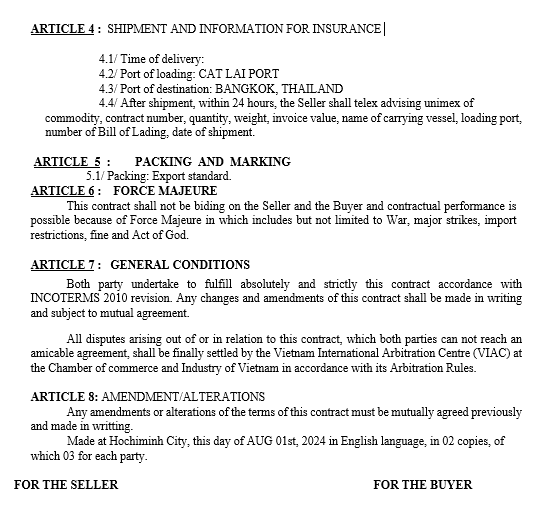 ARTICLE 4 : SHIPMENT AND INFORMATION FOR INSURANCE
4.1/ Time of delivery:
4.2/ Port of loading: CAT LAI PORT
4.3/ Port of destination: BANGKOK, THAILAND
4.4/ After shipment, within 24 hours, the Seller shall telex advising unimex of
commodity, contract number, quantity, weight, invoice value, name of carrying vessel, loading port,
number of Bill of Lading, date of shipment.
ARTICLE 5 : PACKING AND MARKING
5.1/ Packing: Export standard.
ARTICLE 6 : FORCE MAJEURE
This contract shall not be biding on the Seller and the Buyer and contractual performance is
possible because of Force Majeure in which includes but not limited to War, major strikes, import
restrictions, fine and Act of God.
ARTICLE 7 : GENERAL CONDITIONS
Both party undertake to fulfill absolutely and strictly this contract accordance with
INCOTERMS 2010 revision. Any changes and amendments of this contract shall be made in writing
and subject to mutual agreement.
All disputes arising out of or in relation to this contract, which both parties can not reach an
amicable agreement, shall be finally settled by the Vietnam International Arbitration Centre (VIAC) at
the Chamber of commerce and Industry of Vietnam in accordance with its Arbitration Rules.
ARTICLE 8: AMENDMENT/ALTERATIONS
Any amendments or alterations of the terms of this contract must be mutually agreed previously
and made in writting.
Made at Hochiminh City, this day of AUG 01st, 2024 in English language, in 02 copies, of
which 03 for each party.
FOR THE SELLER FOR THE BUYER